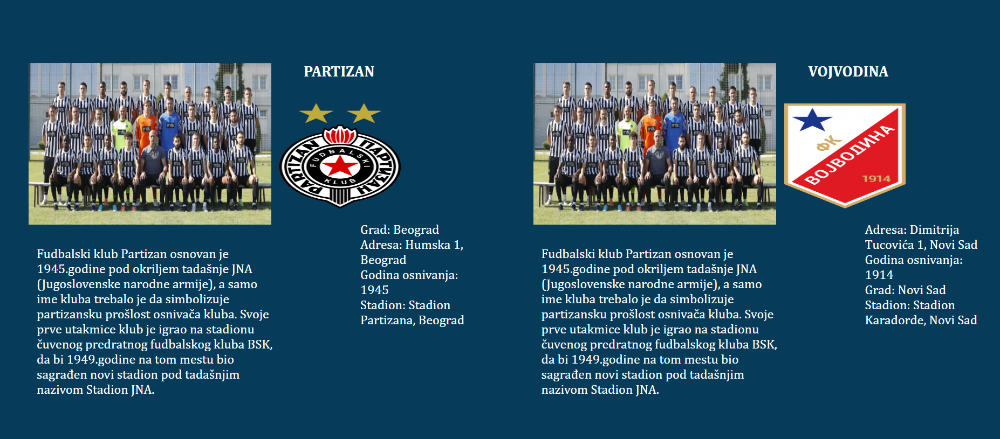 PARTIZAN
PARTIZAN ПАРТИЗАН
FUDBALSKI
KLUB
Grad: Beograd
Adresa: Humska 1,
Beograd
Godina osnivanja:
1945
Stadion: Stadion
Partizana, Beograd
Fudbalski klub Partizan osnovan je
1945.godine pod okriljem tadašnje JNA
(Jugoslovenske narodne armije), a samo
ime kluba trebalo je da simbolizuje
partizansku prošlost osnivača kluba. Svoje
prve utakmice klub je igrao na stadionu
čuvenog predratnog fudbalskog kluba BSK,
da bi 1949.godine na tom mestu bio
sagrađen novi stadion pod tadašnjim
nazivom Stadion JNA.
VOJVODINA
ФК
ВОЈВОДИНА
1914
Adresa: Dimitrija
Tucovića 1, Novi Sad
Godina osnivanja:
1914
Grad: Novi Sad
Stadion: Stadion
Karađorđe, Novi Sad
Fudbalski klub Partizan osnovan je
1945.godine pod okriljem tadašnje JNA
(Jugoslovenske narodne armije), a samo
ime kluba trebalo je da simbolizuje
partizansku prošlost osnivača kluba. Svoje
prve utakmice klub je igrao na stadionu
čuvenog predratnog fudbalskog kluba BSK,
da bi 1949.godine na tom mestu bio
sagrađen novi stadion pod tadašnjim
nazivom Stadion JNA.